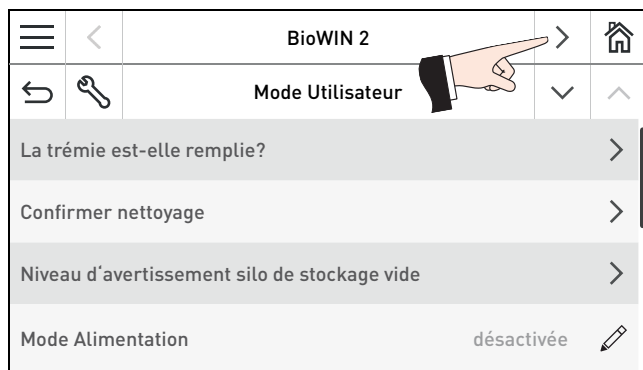 BioWIN 2
Mode Utilisateur
La trémie est-elle remplie?
Confirmer nettoyage
Niveau d´avertissement silo de stockage vide
Mode Alimentation désactivée